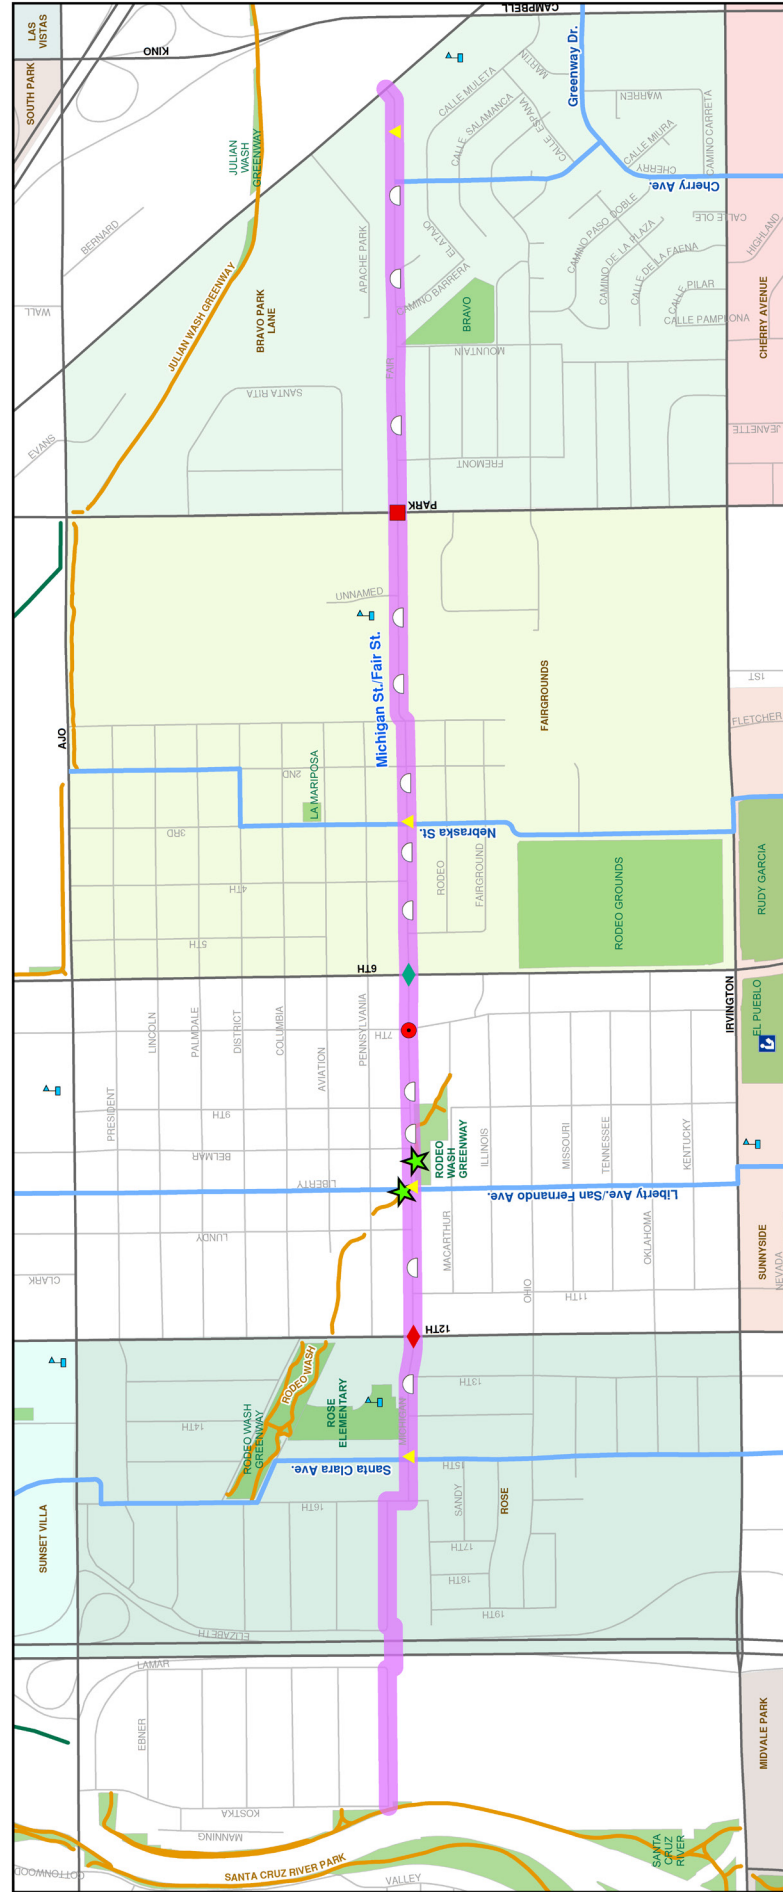 LAS
VISTAS
SOUTH PARK
KINO
CAMPBELL
JULIAN
WASH
GREENWAY
BERNARD
WALL
JULIAN WASH GREENWAY
BRAVO PARK
LANE
APACHE PARK
EVANS
SANTA RITA
FAIR
CALLE MULETA
MARTIN
CALLE SALAMANCA
CALLE ESPANA
Greenway Dr.
WARREN
CALLE MIURA
CHERRY
CAMINO CARRETA
Cherry Ave.
EL ATAJO
CAMINO BARRERA
CAMINO PASO DOBLE
CAMINO DE LA PLAZA
CALLE DE LA FAENA
CALLE OLE
HIGHLAND
CALLE
PILAR
CALLE PAMPLONA
BRAVO
MOUNTAIN
CHERRY AVENUE
JEANETTE
FREMONT
PARK
UNNAMED
Michigan St./Fair St.
FAIRGROUNDS
1ST
FLETCHER
AJO
2ND
LA MARIPOSA
3RD
Nebraska St.
4TH
RODEO
FAIRGROUND
RODEO GROUNDS
RUDY GARCIA
5TH
6TH
IRVINGTON
EL PUEBLO
LINCOLN
PALMDALE
DISTRICT
COLUMBIA
AVIATION
PENNSYLVANIA
7TH
PRESIDENT
9TH
BELMAR
LIBERTY
RODEO
WASH
GREENWAY
ILLINOIS
MISSOURI
TENNESSEE
KENTUCKY
Liberty Ave./San Fernando Ave.
LUNDY
MACARTHUR
OKLAHOMA
SUNNYSIDE
NEVADA
CLARK
OHIO
11TH
12TH
RODEO WASH
14TH
RODEO WASH
GREENWAY
ROSE
ELEMENTARY
MICHIGAN
13TH
Santa Clara Ave.
15TH
SUNSET VILLA
16TH
SANDY
ROSE
17TH
18TH
19TH
ELIZABETH
LAMAR
EBNER
KOSTKA
MANNING
MIDVALE PARK
SANTA CRUZ RIVER PARK
SANTA
CRUZ
RIVER
COTTONWOOD
VALLEY